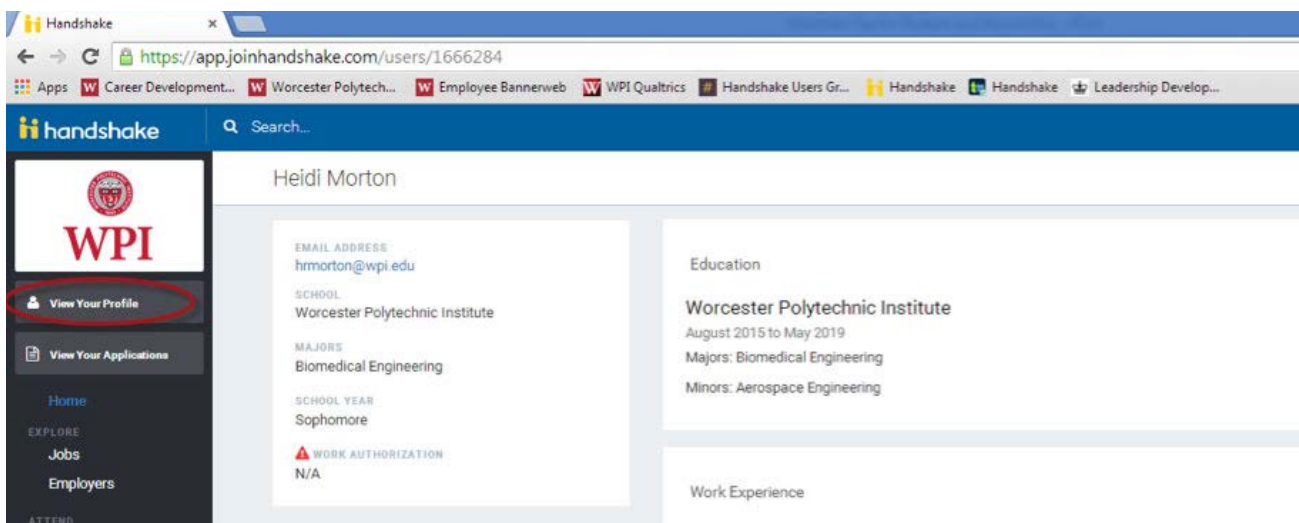 Handshake
https://app.joinhandshake.com/users/1666284
Apps Career Development... Worcester Polytech... Employee Bannerweb WPI Qualtrics Handshake Users Gr... Handshake Handshake Leadership Develop...
handshake Search...
WPI
View Your Profile
View Your Applications
Home
EXPLORE
Jobs
Employers
ATTEND
Heidi Morton
EMAIL ADDRESS
hrmorton@wpi.edu
SCHOOL
Worcester Polytechnic Institute
MAJORS
Biomedical Engineering
SCHOOL YEAR
Sophomore
WORK AUTHORIZATION
N/A
Education
Worcester Polytechnic Institute
August 2015 to May 2019
Majors: Biomedical Engineering
Minors: Aerospace Engineering
Work Experience